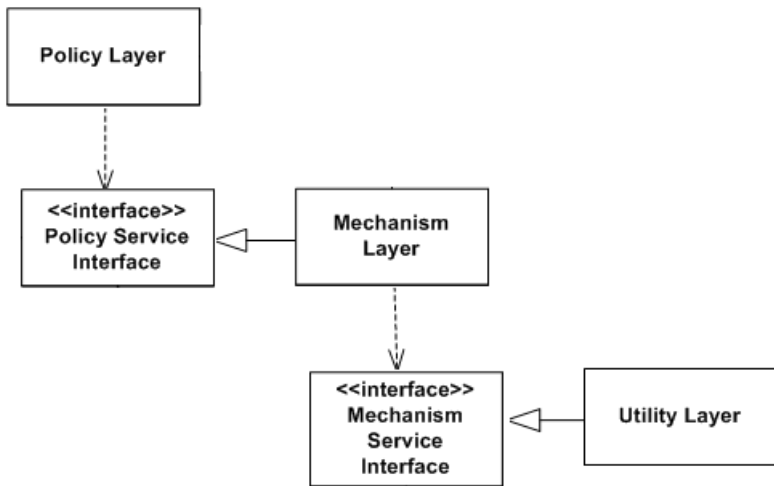 Policy Layer
<<interface>>
Policy Service
Interface
Mechanism
Layer
<<interface>>
Mechanism
Service
Interface
Utility Layer